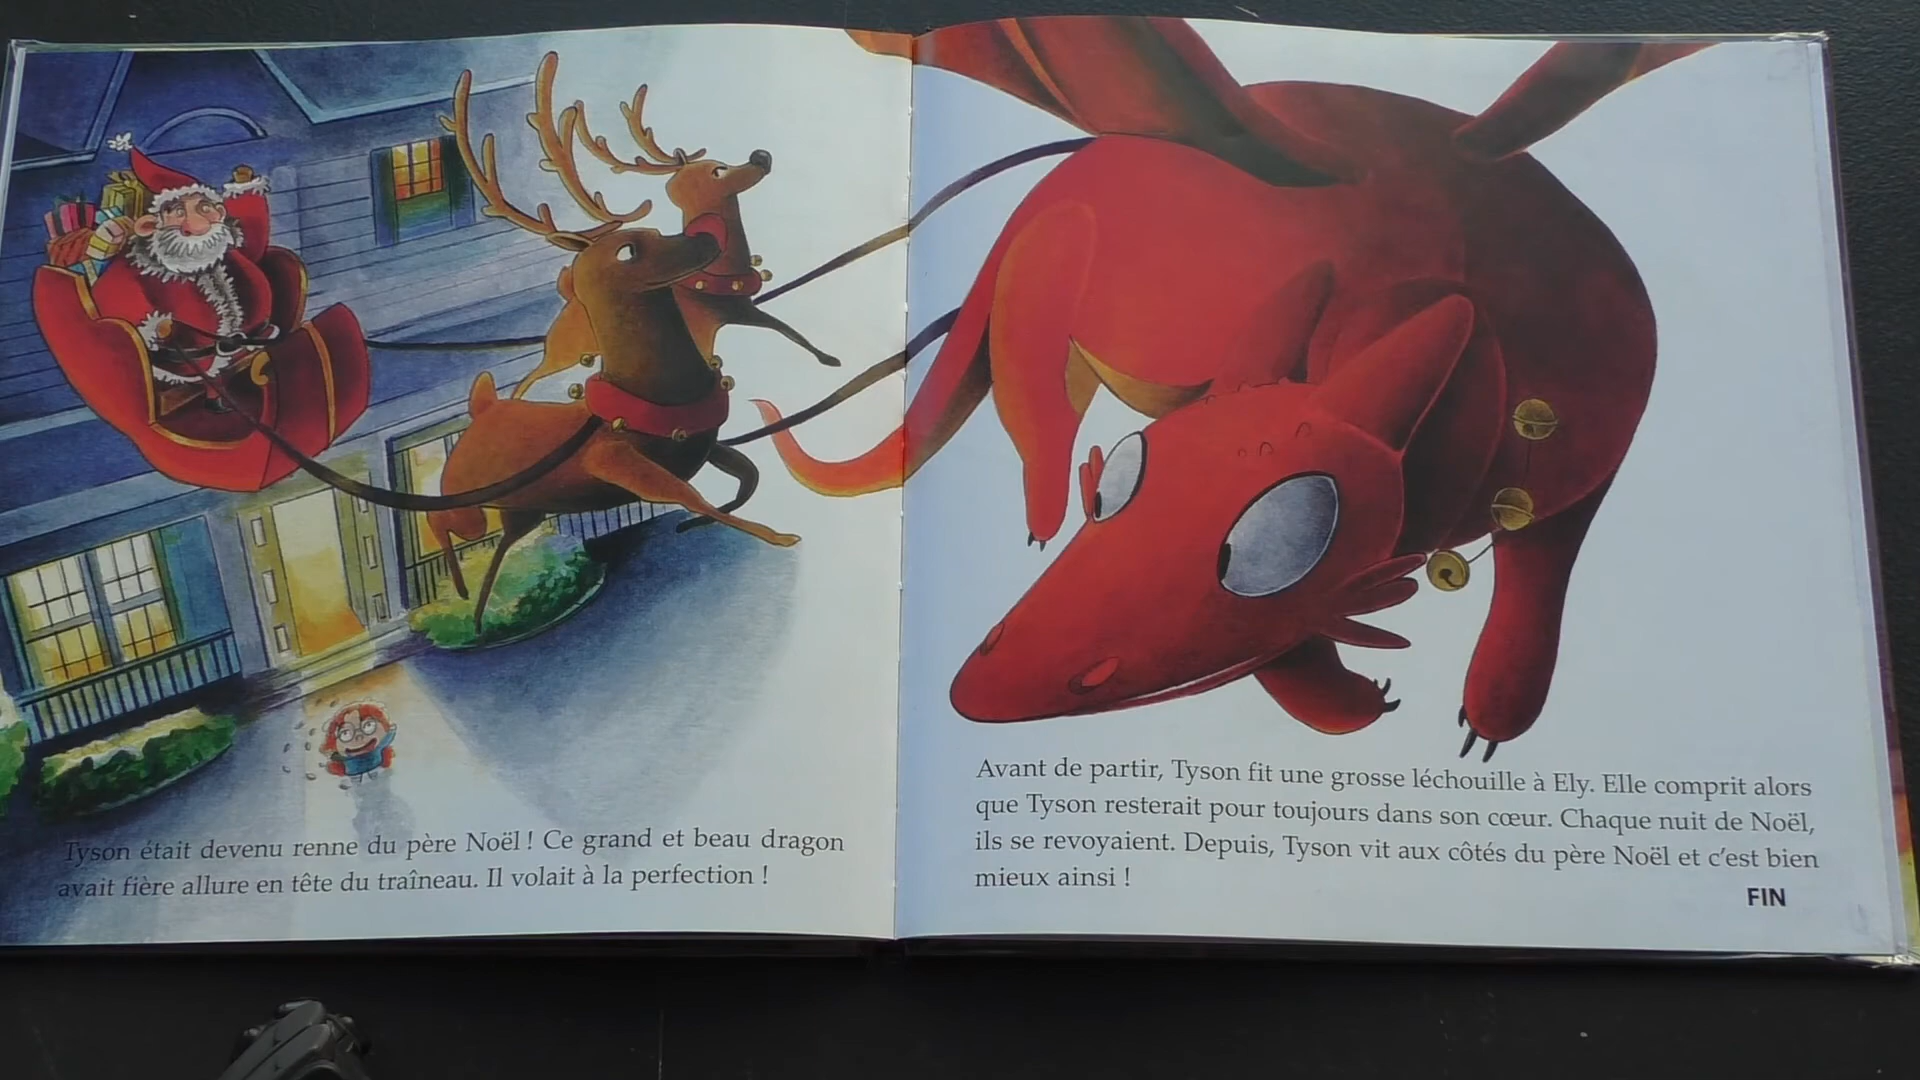 Tyson était devenu renne du père Noël ! Ce grand et beau dragon
avait fière allure en tête du traîneau. Il volait à la perfection !
Avant de partir, Tyson fit une grosse léchouille à Ely. Elle comprit alors
que Tyson resterait pour toujours dans son cœur. Chaque nuit de Noël,
ils se revoyaient. Depuis, Tyson vit aux côtés du père Noël et c'est bien
mieux ainsi !
FIN